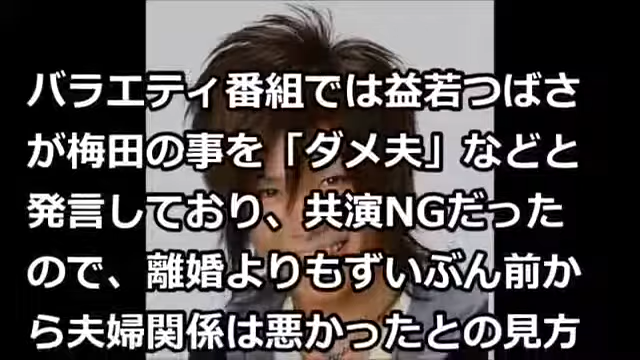 バラエティ番組では益若つばさ
が梅田の事を「ダメ夫」などと
発言しており、共演NGだった
ので、離婚よりもずいぶん前か
ら夫婦関係は悪かったとの見方